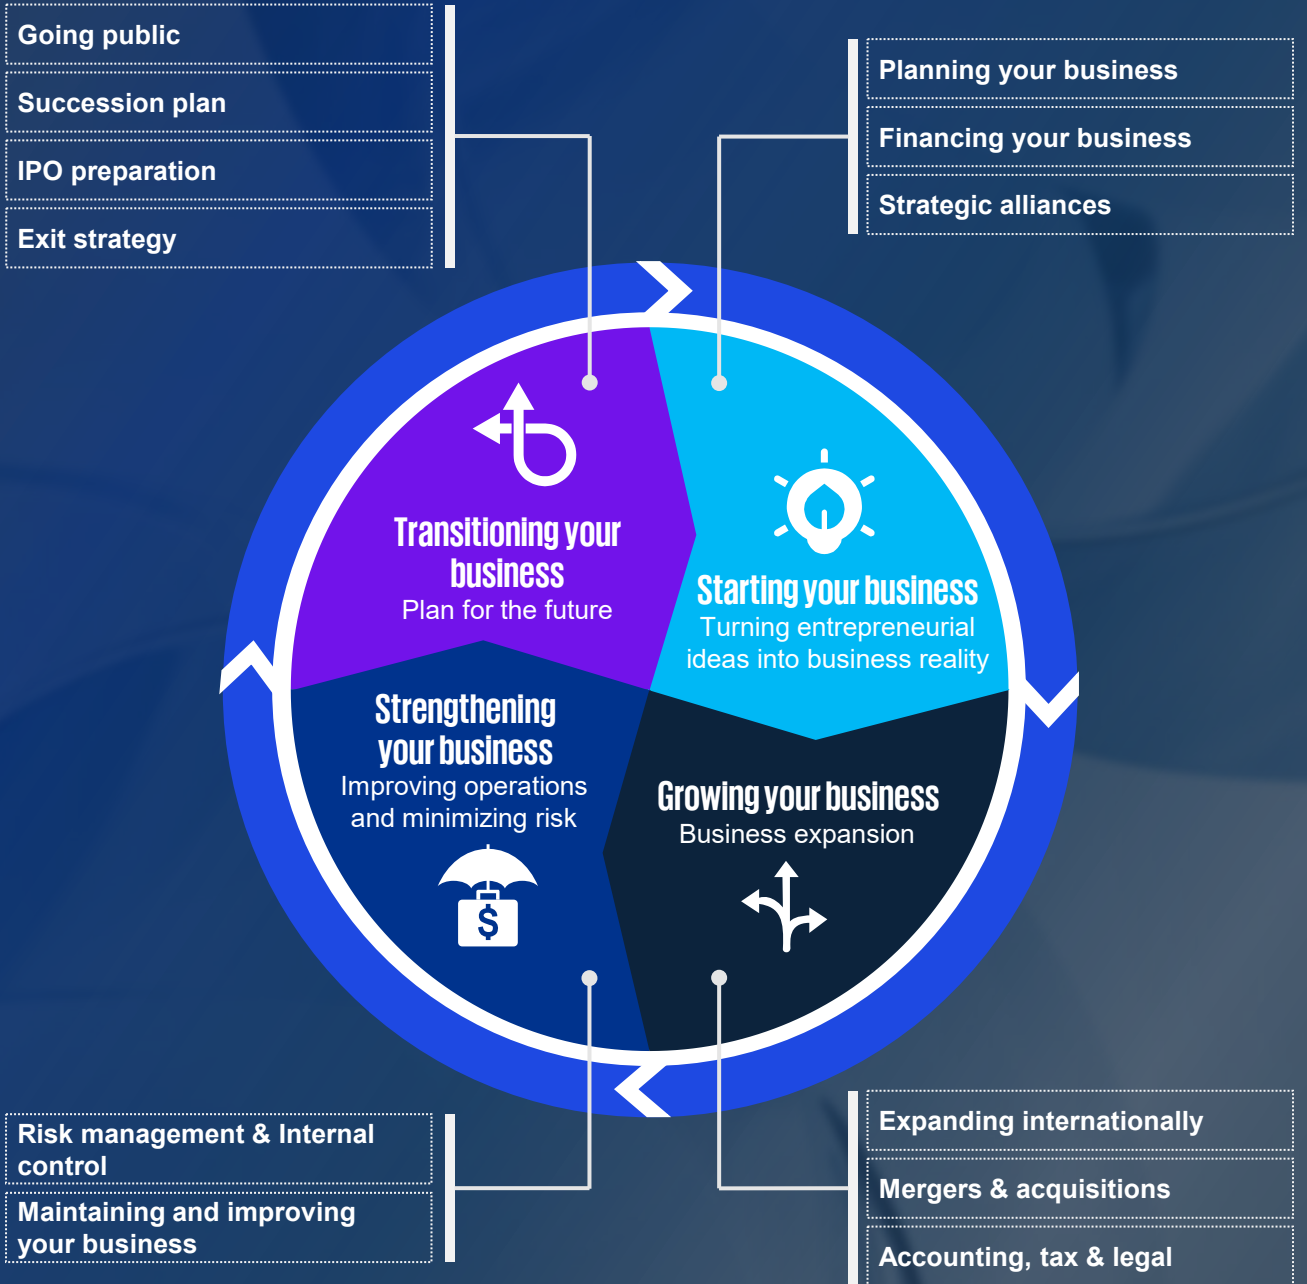 Going public
Succession plan
IPO preparation
Exit strategy
Planning your business
Financing your business
Strategic alliances
Transitioning your
business
Plan for the future
Starting your business
Turning entrepreneurial
ideas into business reality
Strengthening
your business
Improving operations
and minimizing risk
$
Growing your business
Business expansion
Risk management & Internal
control
Maintaining and improving
your business
Expanding internationally
Mergers & acquisitions
Accounting, tax & legal